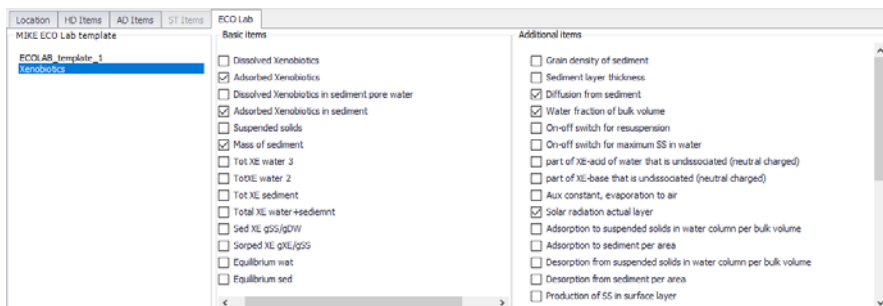 Location HD Items AD Items ST Items ECO Lab
MIKE ECO Lab template
ECOLAB_template_1
Xenobiotics
Basic items
Dissolved Xenobiotics
Adsorbed Xenobiotics
Dissolved Xenobiotics in sediment pore water
Adsorbed Xenobiotics in sediment
Suspended solids
Mass of sediment
Tot XE water 3
TotXE water 2
Tot XE sediment
Total XE water+sediemnt
Sed XE gSS/gDW
Sorped XE gXE/gSS
Equilibrium wat
Equilibrium sed
Additional items
Grain density of sediment
Sediment layer thickness
Diffusion from sediment
Water fraction of bulk volume
On-off switch for resuspension
On-off switch for maximum SS in water
part of XE-acid of water that is undissociated (neutral charged)
part of XE-base that is undissociated (neutral charged)
Aux constant, evaporation to air
Solar radiation actual layer
Adsorption to suspended solids in water column per bulk volume
Adsorption to sediment per area
Desorption from suspended solids in water column per bulk volume
Desorption from sediment per area
Production of SS in surface layer